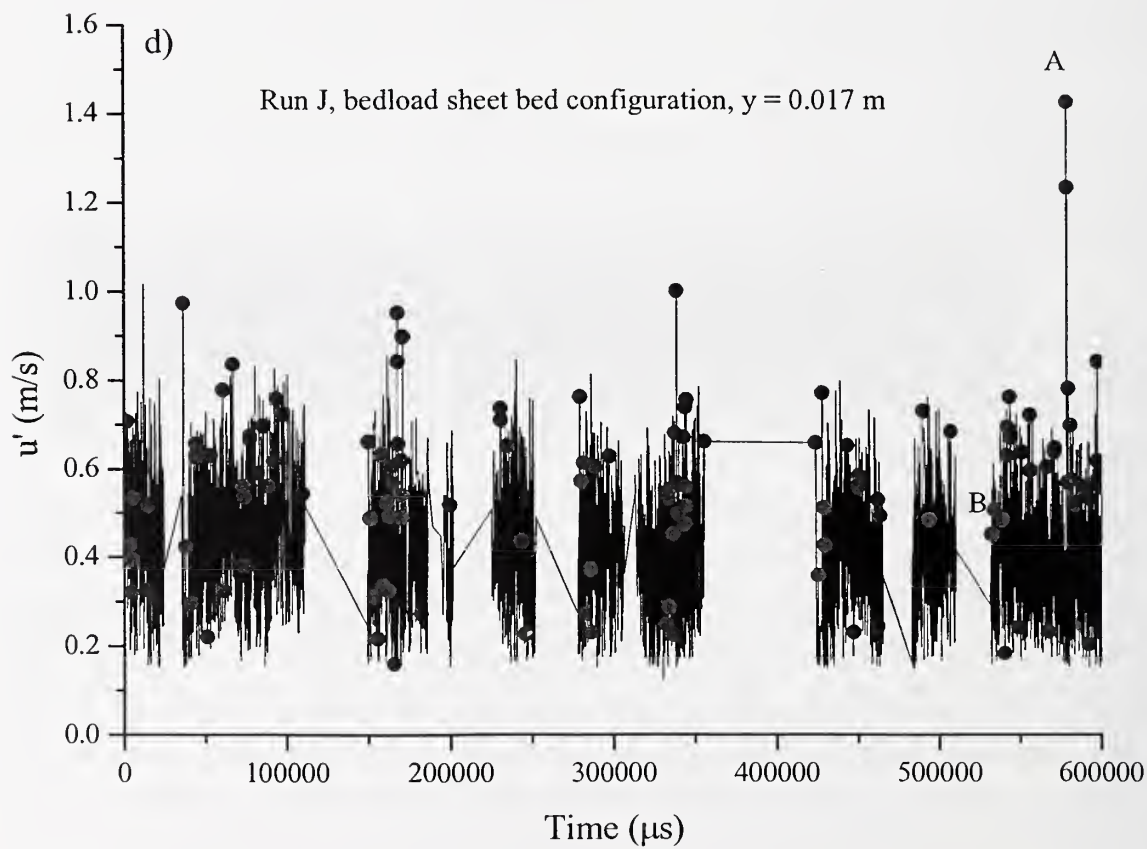 d)
Run J, bedload sheet bed configuration, y = 0.017 m
A
B
u' (m/s)
1.6
1.4
1.2
1.0
0.8
0.6
0.4
0.2
0.0
0 100000 200000 300000 400000 500000 600000
Time (μs)